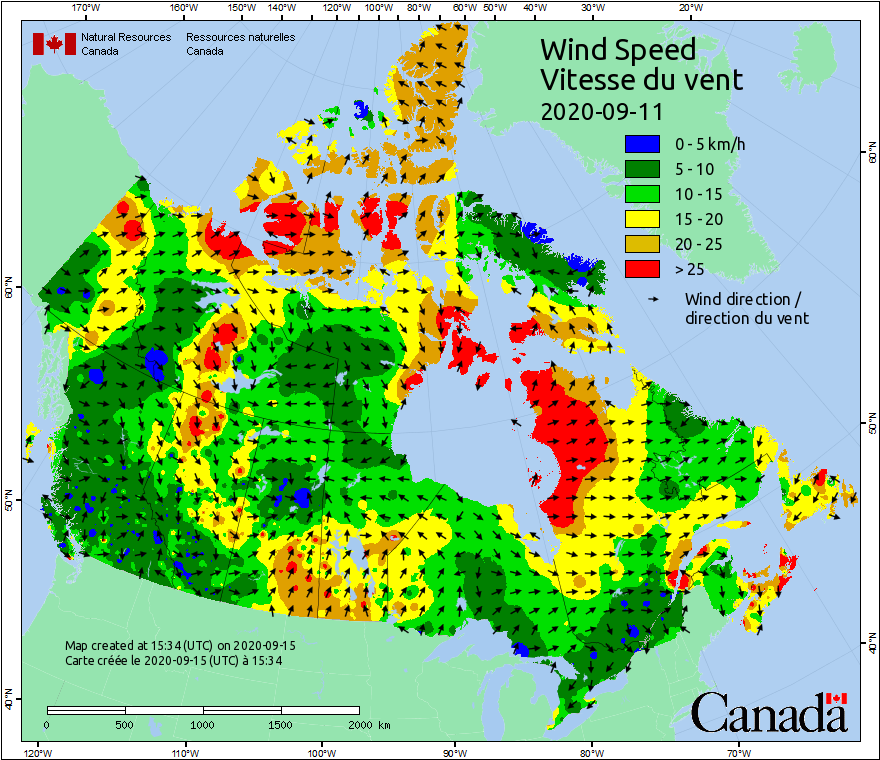 170°W 160°W 150°W 140°W 130°W 120°W 110°W 100°W 80°W 60°W 50°W 40°W 30°W 20°W
Natural Resources Canada
Ressources naturelles Canada
Wind Speed
Vitesse du vent
2020-09-11
0 - 5 km/h
5 - 10
10 - 15
15 - 20
20 - 25
> 25
Wind direction /
direction du vent
60°N
60°N
50°N
50°N
40°N
40°N
Map created at 15:34 (UTC) on 2020-09-15
Carte créée le 2020-09-15 (UTC) à 15:34
0 500 1000 1500 2000 km
Canada
120°W 110°W 100°W 90°W 80°W 70°W